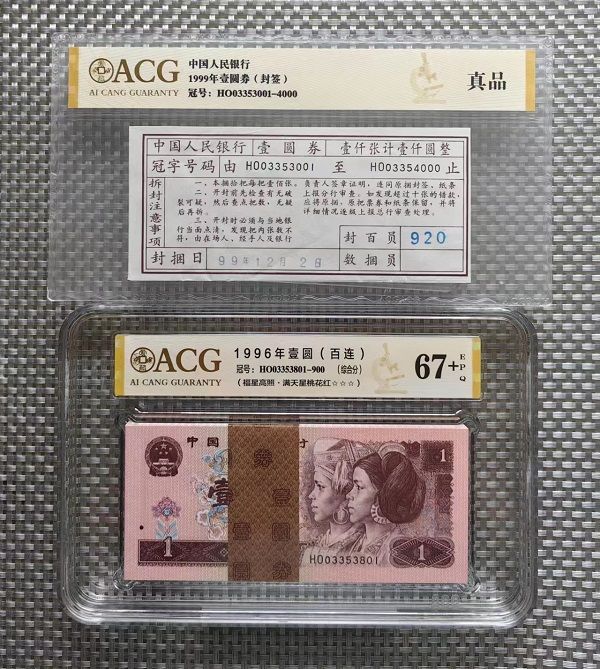 ACG
AI CANG GUARANTY
中国人民银行
1999年壹圆券(封签)
冠号:HO03353001-4000
真品
中国人民银行 壹圆券 壹仟张计壹仟圆整
冠字号码 由 HO03353001 至 HO03354000 止
拆封注意事项
一、本捆拾把每把壹佰张。
二、开封前先检查有无破
裂可疑,然后查点把数,无疑
后再拆。
三、开封时必须与当地银
行当面点清,发现把内张数不
符,由在场人、经手人及银行
负责人签章证明,连同原捆封签、纸条
上报分行审查。如发现超过十张的错款,
应将原捆、原把票券和纸条保留,并将
详细情况逐级上报总行审查处理。
封百员 920
封捆日 99年12月2日 数捆员
ACG
AI CANG GUARANTY
1996年壹圆(百连)
冠号:HO03353801-900 (综合分)
(福星高照·满天星桃花红☆☆☆)
67+
EPQ
中国
行
1
壹
券
壹
圆
1
HO03353801
1